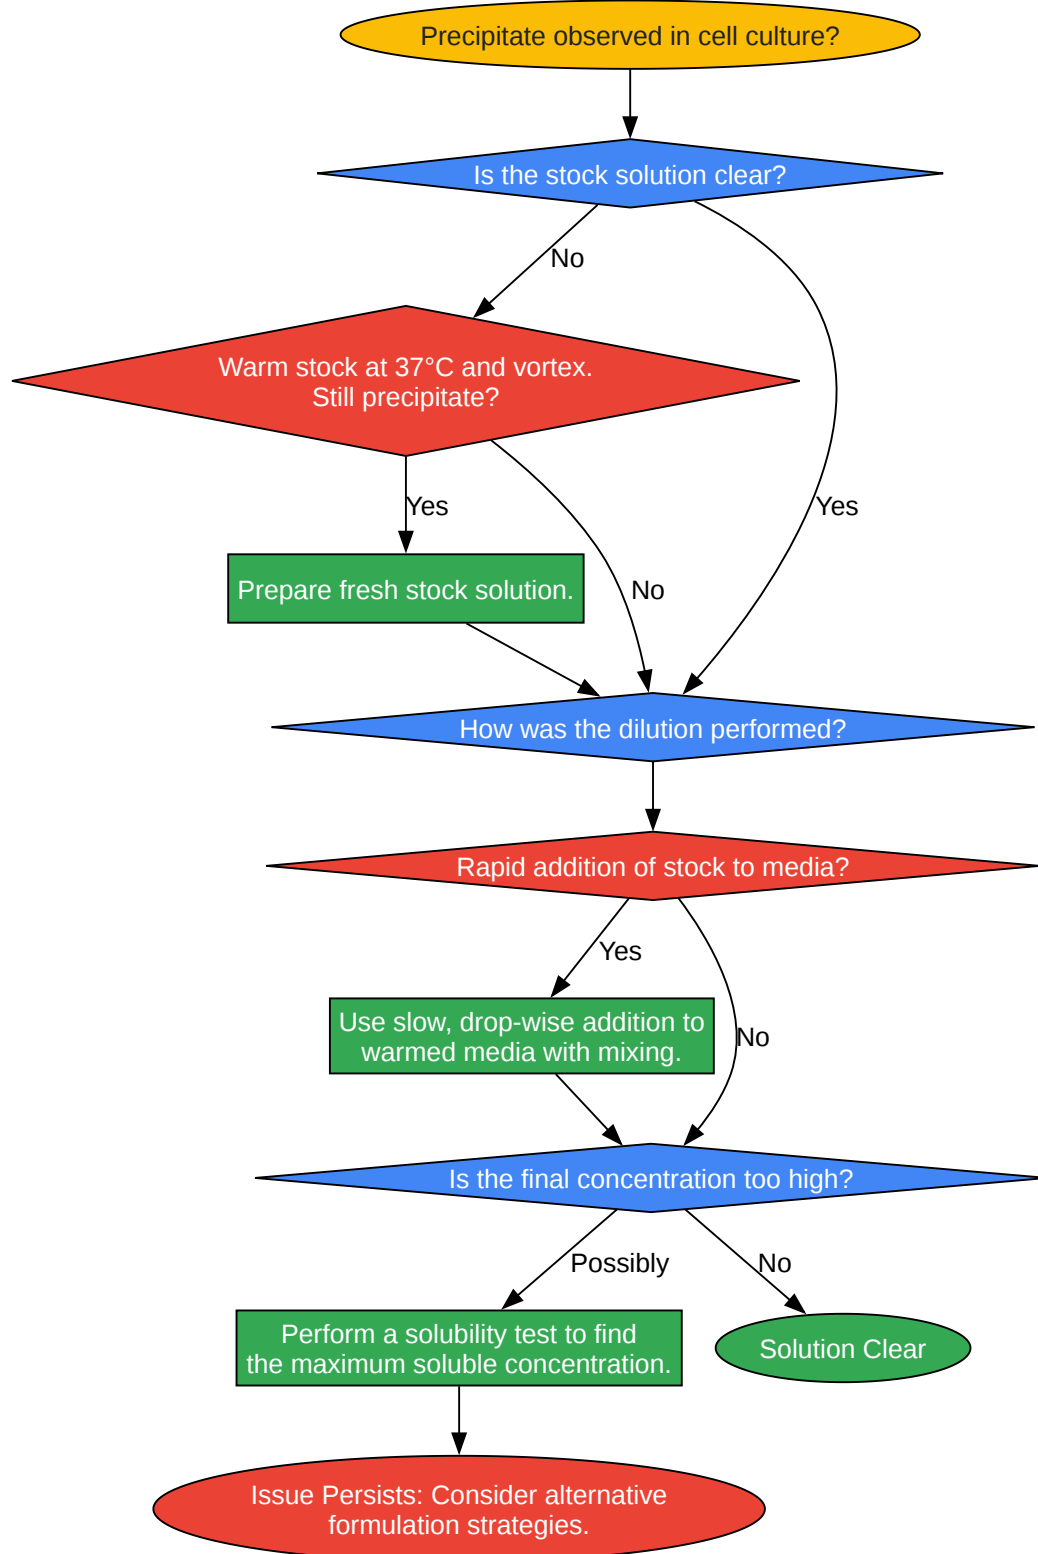 Precipitate observed in cell culture?
Is the stock solution clear?
No
Warm stock at 37°C and vortex.
Still precipitate?
Yes
Yes
Prepare fresh stock solution.
No
How was the dilution performed?
Rapid addition of stock to media?
Yes
Use slow, drop-wise addition to
warmed media with mixing.
No
Is the final concentration too high?
Possibly
No
Perform a solubility test to find
the maximum soluble concentration.
Solution Clear
Issue Persists: Consider alternative
formulation strategies.